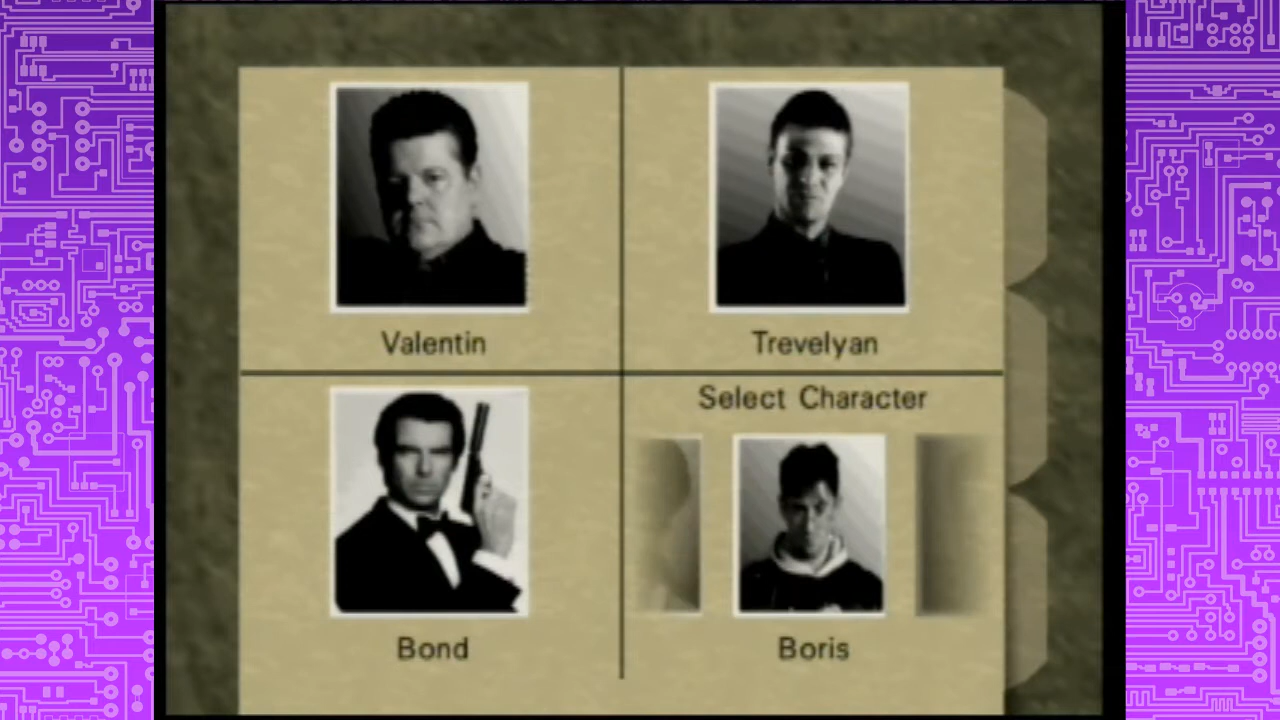 Valentin
Trevelyan
Bond
Select Character
Boris